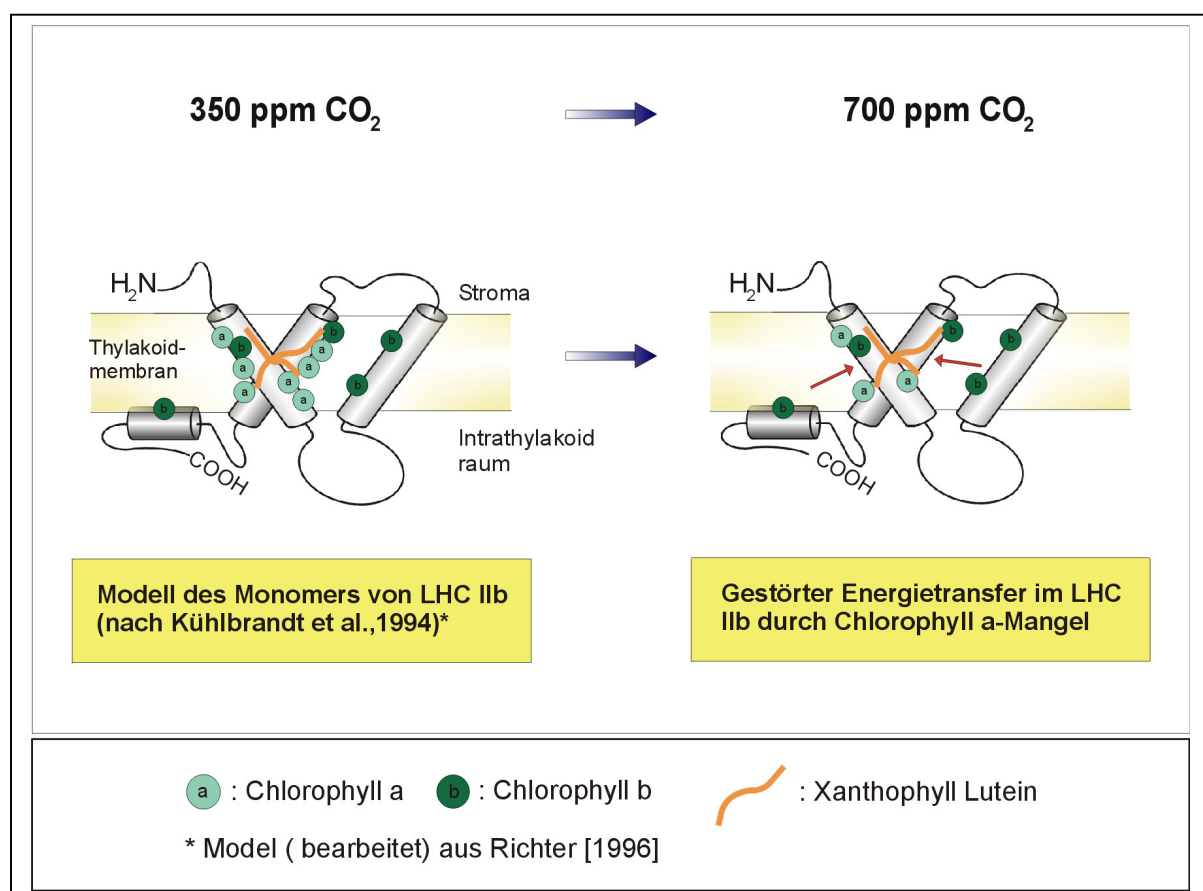 350 ppm CO₂
700 ppm CO₂
H₂N
a
b
a
a
b
a
a
a
a
b
b
b
Thylakoid-
membran
COOH
Stroma
Intrathylakoid
raum
H₂N
a
b
a
b
a
b
b
b
COOH
Modell des Monomers von LHC IIb
(nach Kühlbrandt et al.,1994)*
Gestörter Energietransfer im LHC
IIb durch Chlorophyll a-Mangel
a : Chlorophyll a b : Chlorophyll b : Xanthophyll Lutein
* Model ( bearbeitet) aus Richter [1996]